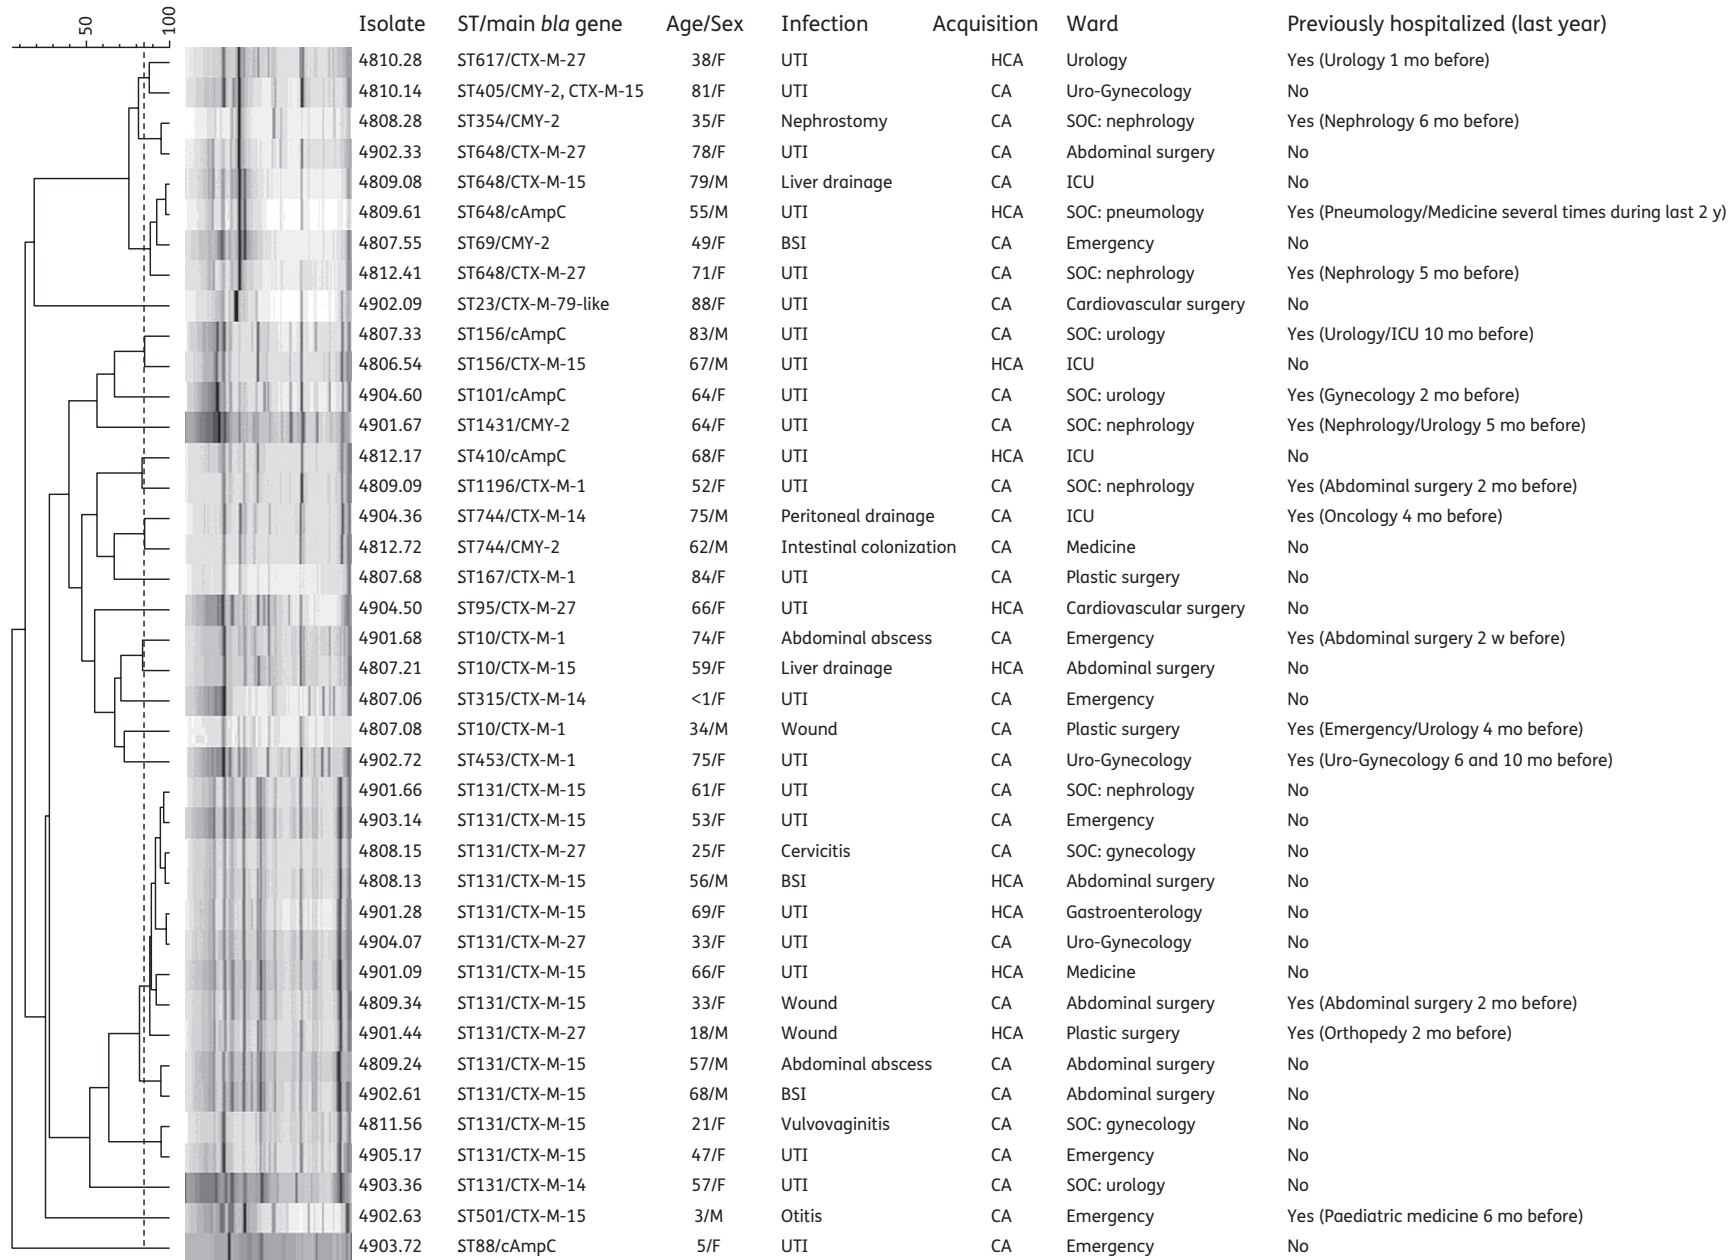 50
100
Isolate ST/main bla gene Age/Sex Infection Acquisition Ward Previously hospitalized (last year)
4810.28 ST617/CTX-M-27 38/F UTI HCA Urology Yes (Urology 1 mo before)
4810.14 ST405/CMY-2, CTX-M-15 81/F UTI CA Uro-Gynecology No
4808.28 ST354/CMY-2 35/F Nephrostomy CA SOC: nephrology Yes (Nephrology 6 mo before)
4902.33 ST648/CTX-M-27 78/F UTI CA Abdominal surgery No
4809.08 ST648/CTX-M-15 79/M Liver drainage CA ICU No
4809.61 ST648/cAmpC 55/M UTI HCA SOC: pneumology Yes (Pneumology/Medicine several times during last 2 y)
4807.55 ST69/CMY-2 49/F BSI CA Emergency No
4812.41 ST648/CTX-M-27 71/F UTI CA SOC: nephrology Yes (Nephrology 5 mo before)
4902.09 ST23/CTX-M-79-like 88/F UTI CA Cardiovascular surgery No
4807.33 ST156/cAmpC 83/M UTI CA SOC: urology Yes (Urology/ICU 10 mo before)
4806.54 ST156/CTX-M-15 67/M UTI HCA ICU No
4904.60 ST101/cAmpC 64/F UTI CA SOC: urology Yes (Gynecology 2 mo before)
4901.67 ST1431/CMY-2 64/F UTI CA SOC: nephrology Yes (Nephrology/Urology 5 mo before)
4812.17 ST410/cAmpC 68/F UTI HCA ICU No
4809.09 ST1196/CTX-M-1 52/F UTI CA SOC: nephrology Yes (Abdominal surgery 2 mo before)
4904.36 ST744/CTX-M-14 75/M Peritoneal drainage CA ICU Yes (Oncology 4 mo before)
4812.72 ST744/CMY-2 62/M Intestinal colonization CA Medicine No
4807.68 ST167/CTX-M-1 84/F UTI CA Plastic surgery No
4904.50 ST95/CTX-M-27 66/F UTI HCA Cardiovascular surgery No
4901.68 ST10/CTX-M-1 74/F Abdominal abscess CA Emergency Yes (Abdominal surgery 2 w before)
4807.21 ST10/CTX-M-15 59/F Liver drainage HCA Abdominal surgery No
4807.06 ST315/CTX-M-14 <1/F UTI CA Emergency No
4807.08 ST10/CTX-M-1 34/M Wound CA Plastic surgery Yes (Emergency/Urology 4 mo before)
4902.72 ST453/CTX-M-1 75/F UTI CA Uro-Gynecology Yes (Uro-Gynecology 6 and 10 mo before)
4901.66 ST131/CTX-M-15 61/F UTI CA SOC: nephrology No
4903.14 ST131/CTX-M-15 53/F UTI CA Emergency No
4808.15 ST131/CTX-M-27 25/F Cervicitis CA SOC: gynecology No
4808.13 ST131/CTX-M-15 56/M BSI HCA Abdominal surgery No
4901.28 ST131/CTX-M-15 69/F UTI HCA Gastroenterology No
4904.07 ST131/CTX-M-27 33/F UTI CA Uro-Gynecology No
4901.09 ST131/CTX-M-15 66/F UTI HCA Medicine No
4809.34 ST131/CTX-M-15 33/F Wound CA Abdominal surgery Yes (Abdominal surgery 2 mo before)
4901.44 ST131/CTX-M-27 18/M Wound HCA Plastic surgery Yes (Orthopedy 2 mo before)
4809.24 ST131/CTX-M-15 57/M Abdominal abscess CA Abdominal surgery No
4902.61 ST131/CTX-M-15 68/M BSI CA Abdominal surgery No
4811.56 ST131/CTX-M-15 21/F Vulvovaginitis CA SOC: gynecology No
4905.17 ST131/CTX-M-15 47/F UTI CA Emergency No
4903.36 ST131/CTX-M-14 57/F UTI CA SOC: urology No
4902.63 ST501/CTX-M-15 3/M Otitis CA Emergency Yes (Paediatric medicine 6 mo before)
4903.72 ST88/cAmpC 5/F UTI CA Emergency No